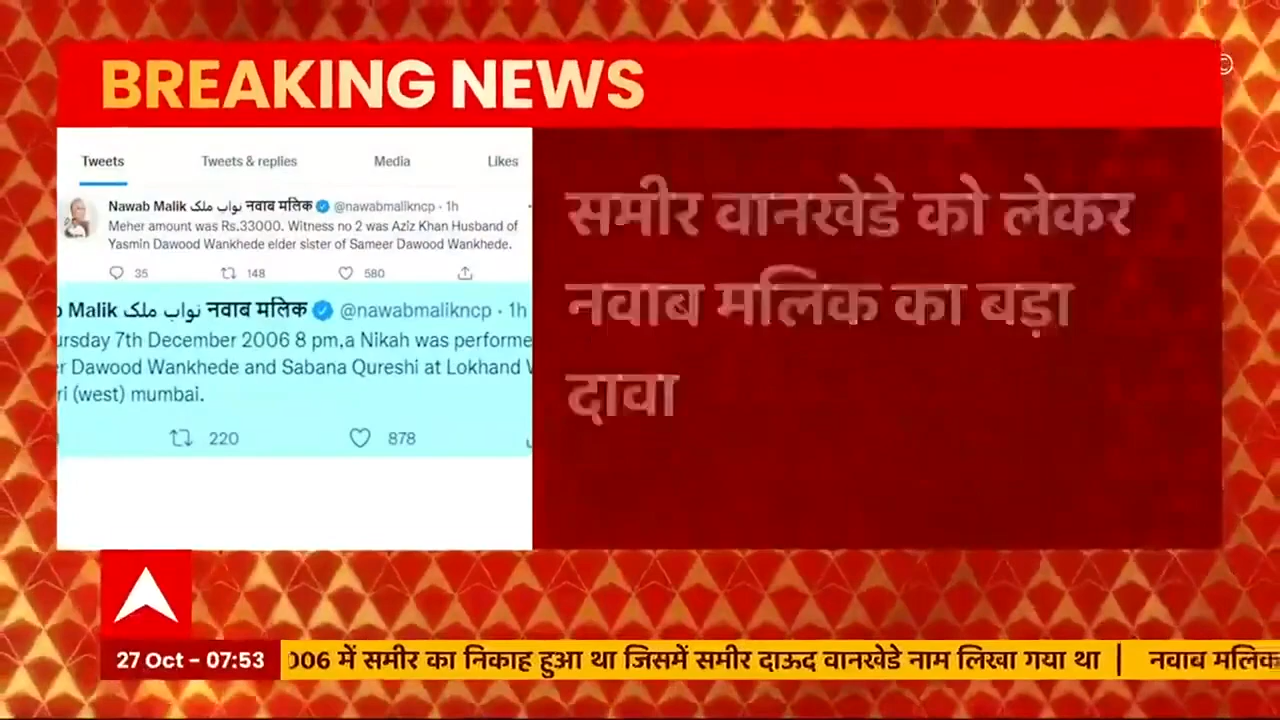 BREAKING NEWS
©
Tweets Tweets & replies Media Likes
Nawab Malik نواب ملک नवाब मलिक @nawabmalikncp · 1h
Meher amount was Rs.33000. Witness no 2 was Aziz Khan Husband of
Yasmin Dawood Wankhede elder sister of Sameer Dawood Wankhede.
35 148 580
Malik نواب ملک नवाब मलिक @nawabmalikncp · 1h
ursday 7th December 2006 8 pm,a Nikah was performe
r Dawood Wankhede and Sabana Qureshi at Lokhand
ri (west) mumbai.
220 878
समीर वानखेडे को लेकर
नवाब मलिक का बड़ा
दावा
27 Oct - 07:53
006 में समीर का निकाह हुआ था जिसमें समीर दाऊद वानखेडे नाम लिखा गया था | नवाब मलिक